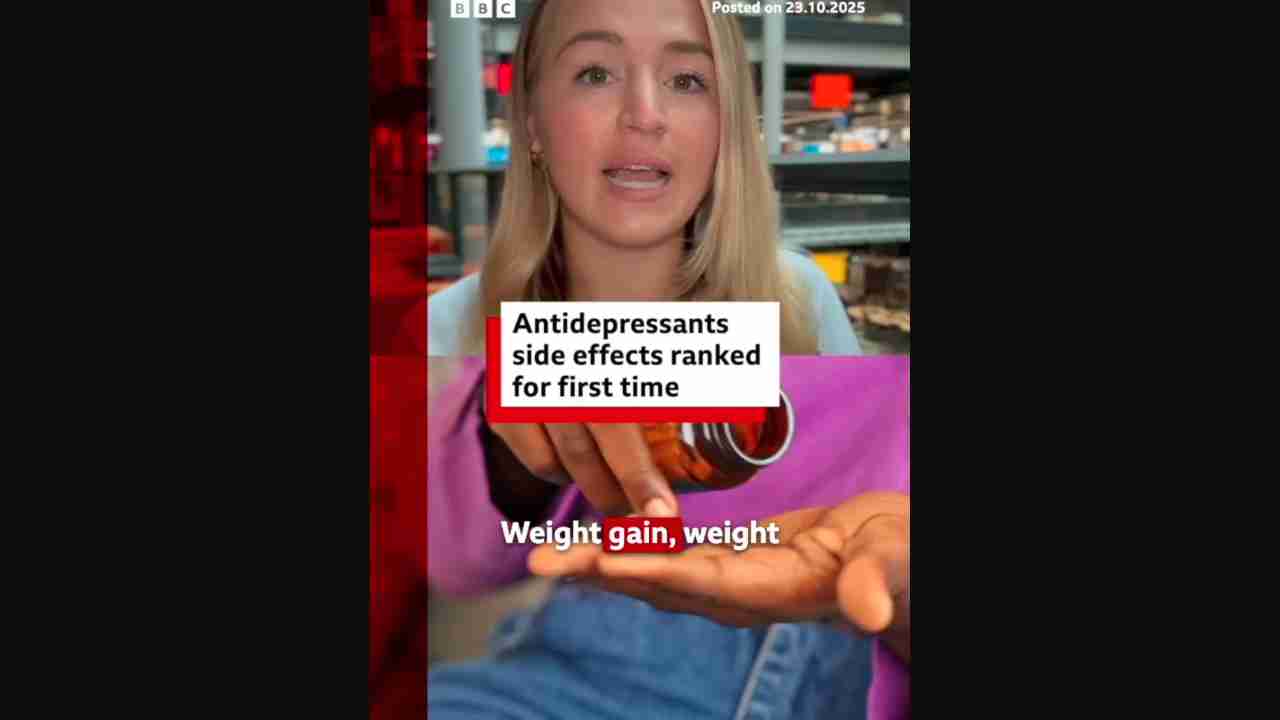 BBC
Posted on 23.10.2025
Antidepressants
side effects ranked
for first time
Weight gain, weight